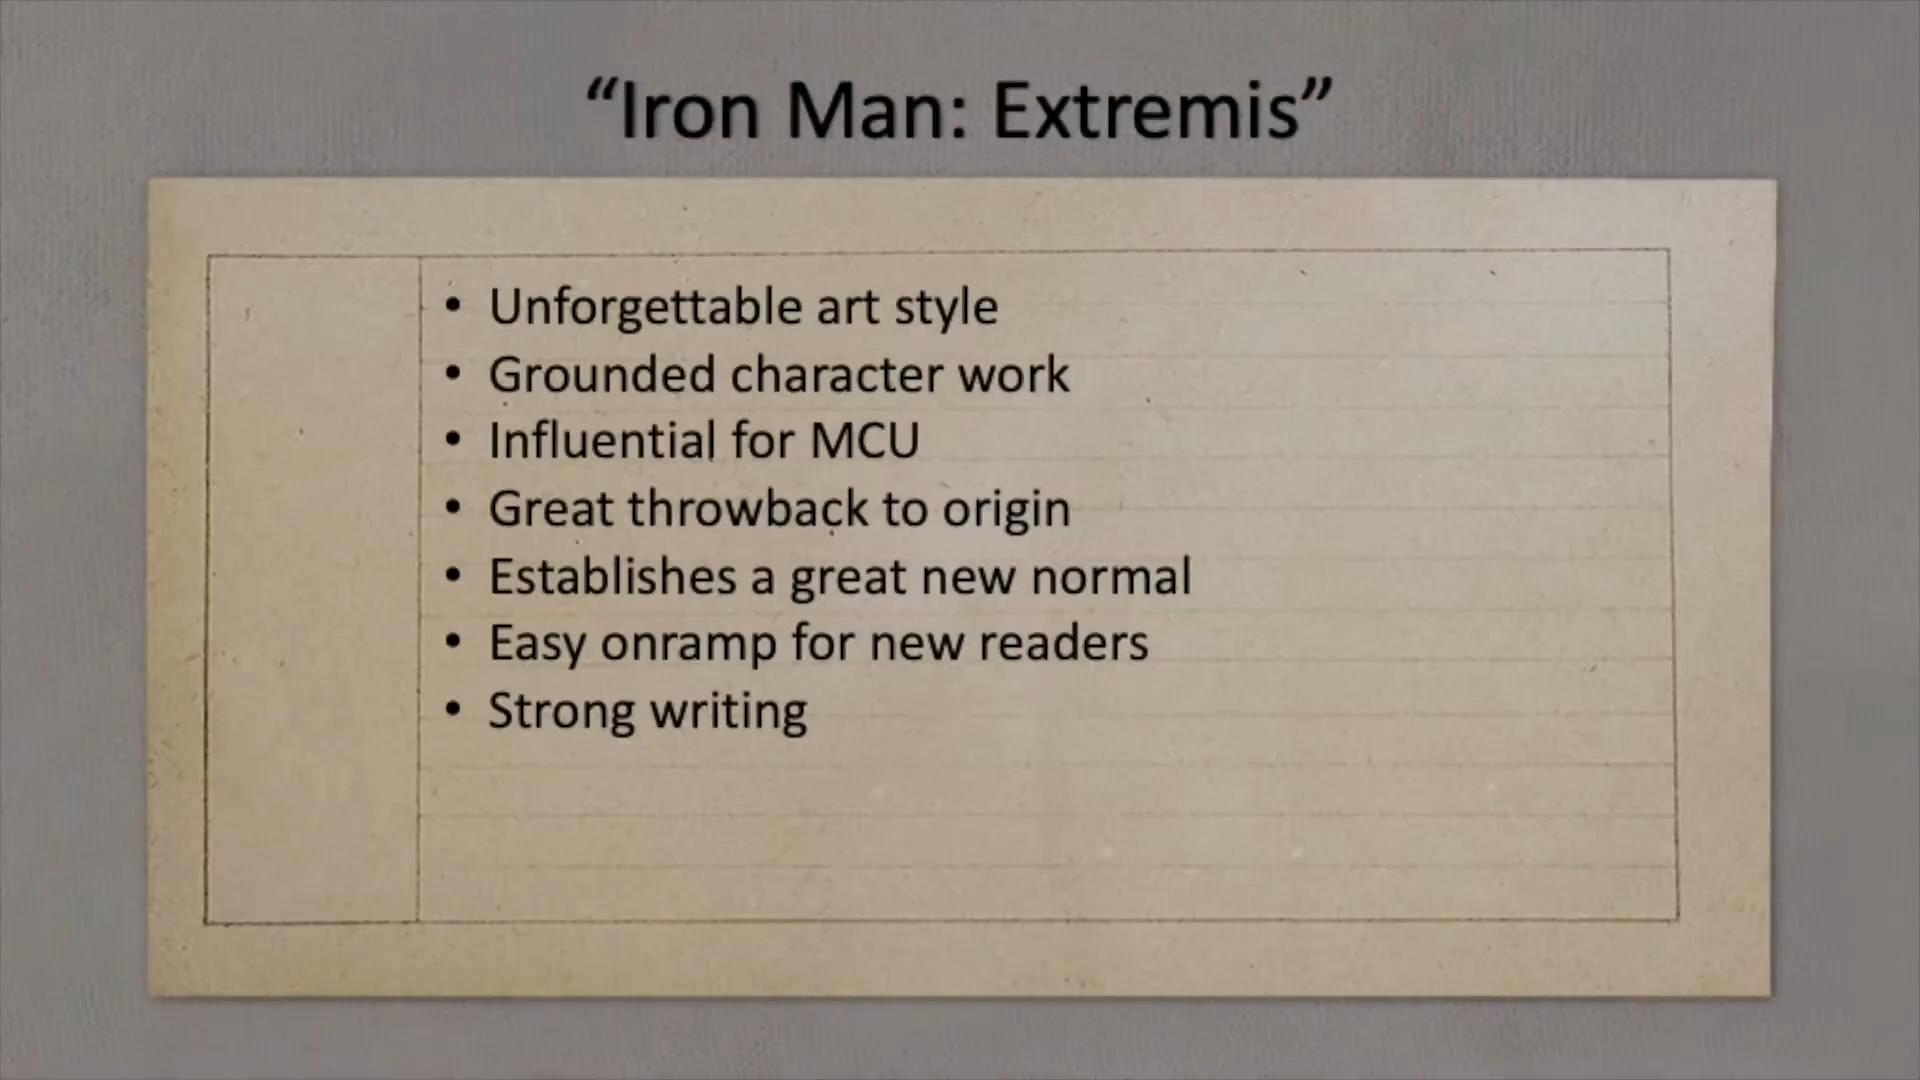 “Iron Man: Extremis”
• Unforgettable art style
• Grounded character work
• Influential for MCU
• Great throwback to origin
• Establishes a great new normal
• Easy onramp for new readers
• Strong writing